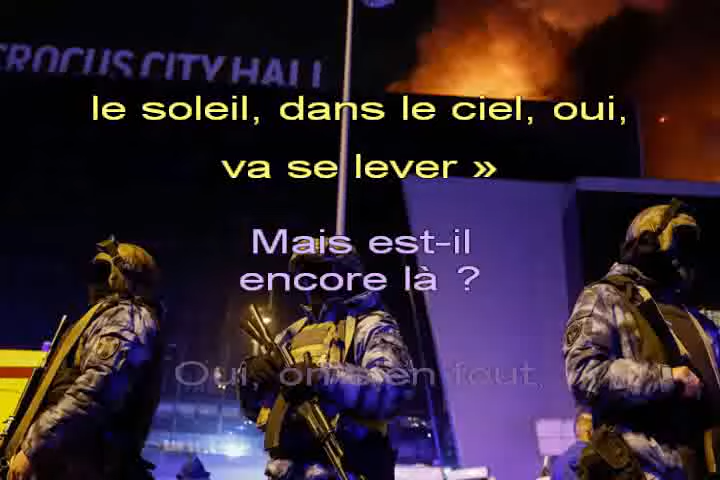 CROCUS CITY HALL
le soleil, dans le ciel, oui,
va se lever »
Mais est-il
encore là ?
Oui, on s'en fout